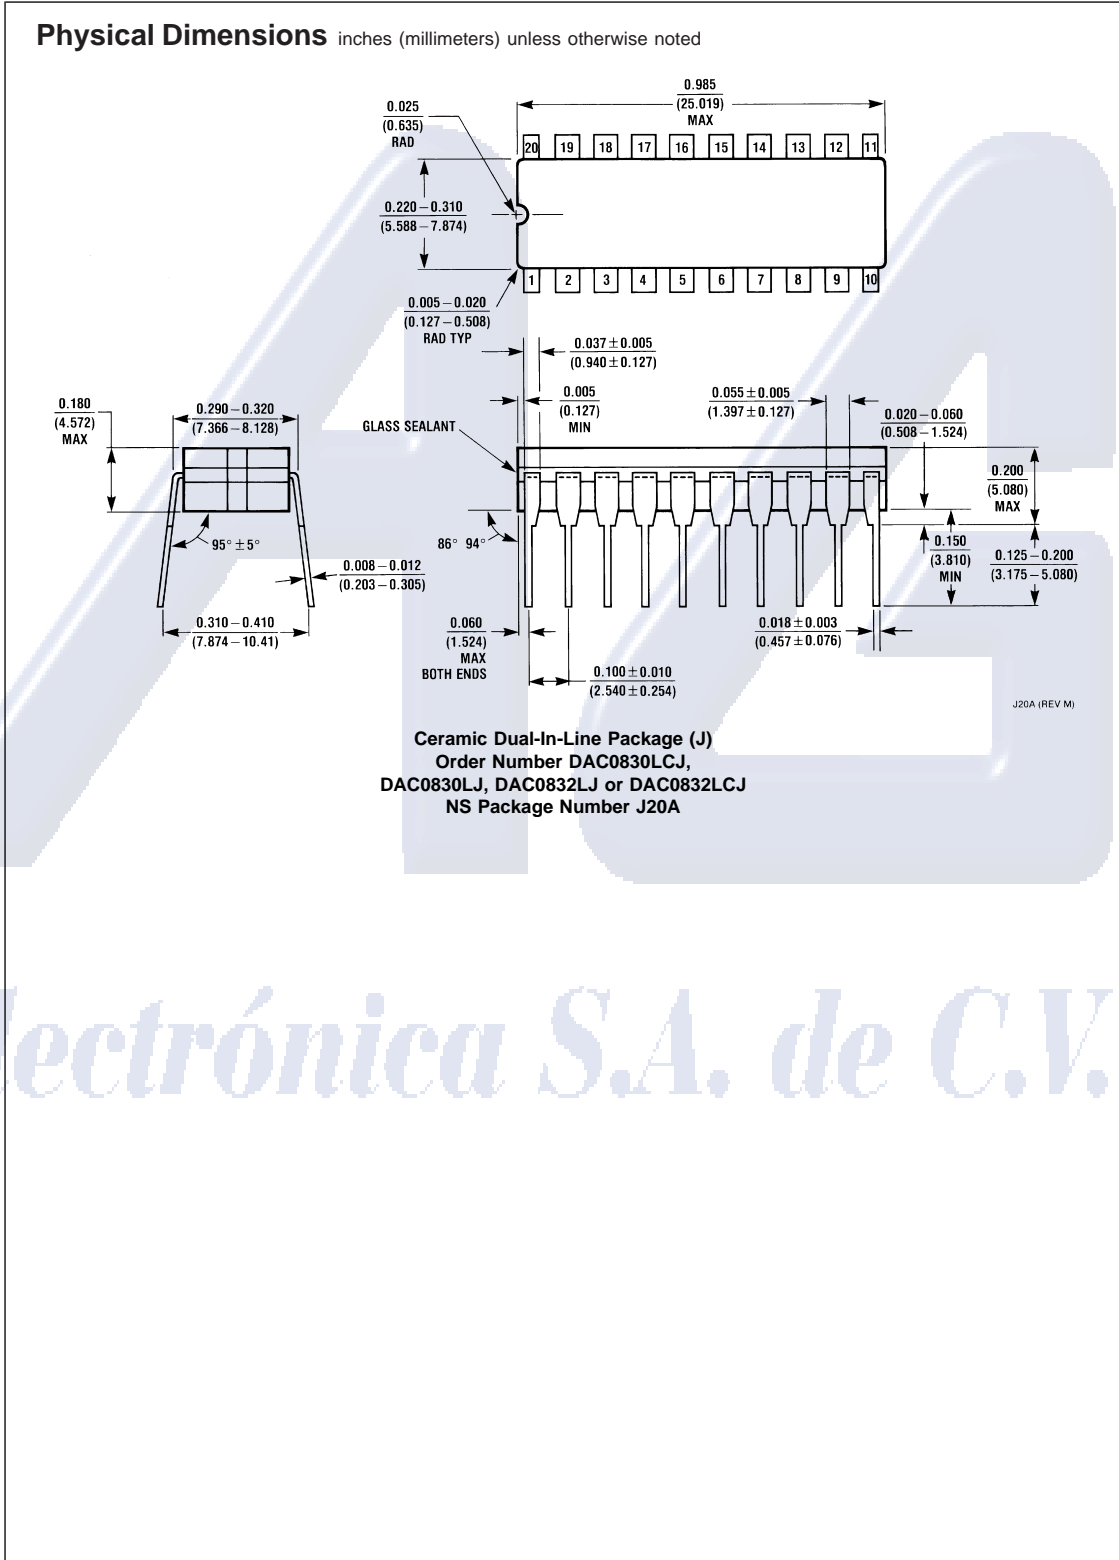 Physical Dimensions inches (millimeters) unless otherwise noted
0.985
(25.019)
MAX
0.025
(0.635)
RAD
20 19 18 17 16 15 14 13 12 11
0.220–0.310
(5.588–7.874)
1 2 3 4 5 6 7 8 9 10
0.005–0.020
(0.127–0.508)
RAD TYP
0.037±0.005
(0.940±0.127)
0.180
(4.572)
MAX
0.290–0.320
(7.366–8.128)
GLASS SEALANT
0.005
(0.127)
MIN
0.055±0.005
(1.397±0.127)
0.020–0.060
(0.508–1.524)
0.200
(5.080)
MAX
95°±5°
86° 94°
0.150
(3.810)
MIN
0.125–0.200
(3.175–5.080)
0.008–0.012
(0.203–0.305)
0.310–0.410
(7.874–10.41)
0.060
(1.524)
MAX
BOTH ENDS
0.018±0.003
(0.457±0.076)
0.100±0.010
(2.540±0.254)
J20A (REV M)
Ceramic Dual-In-Line Package (J)
Order Number DAC0830LCJ,
DAC0830LJ, DAC0832LJ or DAC0832LCJ
NS Package Number J20A
lectrónica S.A. de C.V.